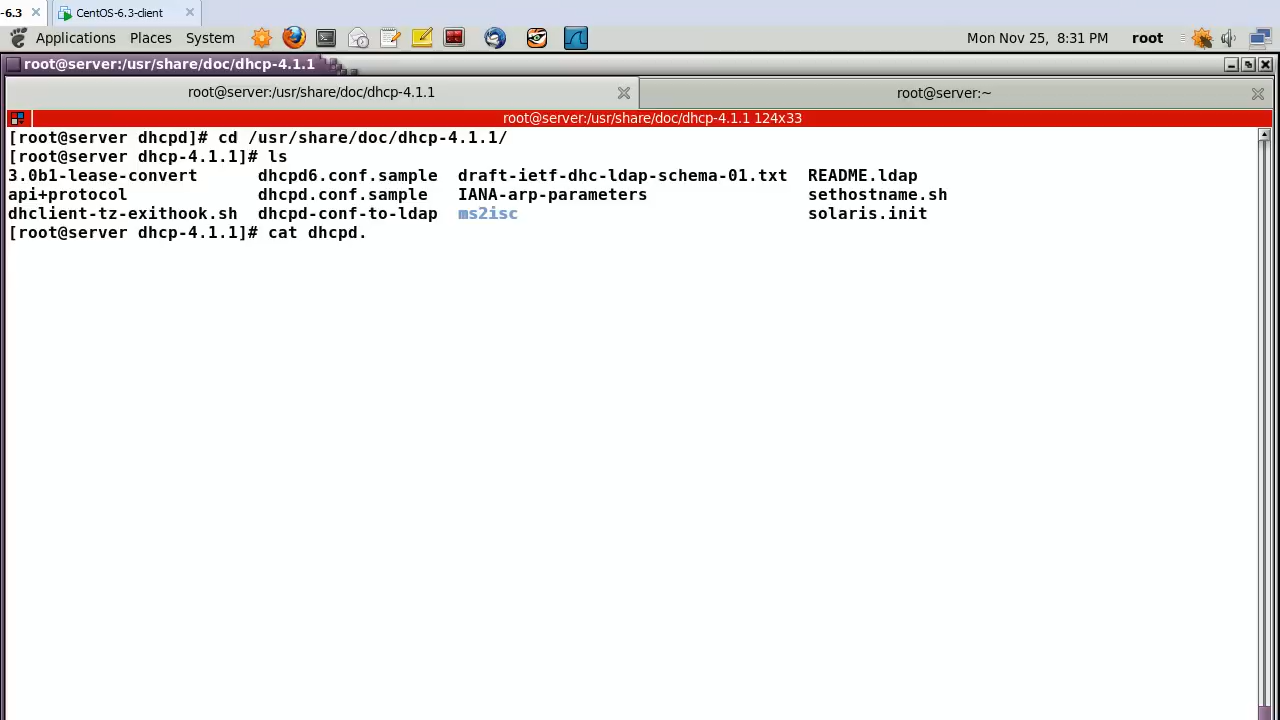 -6.3 CentOS-6.3-client
Applications Places System Mon Nov 25, 8:31 PM root
root@server:/usr/share/doc/dhcp-4.1.1
root@server:/usr/share/doc/dhcp-4.1.1 root@server:~
root@server:/usr/share/doc/dhcp-4.1.1 124x33
[root@server dhcpd]# cd /usr/share/doc/dhcp-4.1.1/
[root@server dhcp-4.1.1]# ls
3.0b1-lease-convert dhcpd6.conf.sample draft-ietf-dhc-ldap-schema-01.txt README.ldap
api+protocol dhcpd.conf.sample IANA-arp-parameters sethostname.sh
dhclient-tz-exithook.sh dhcpd-conf-to-ldap ms2isc solaris.init
[root@server dhcp-4.1.1]# cat dhcpd.